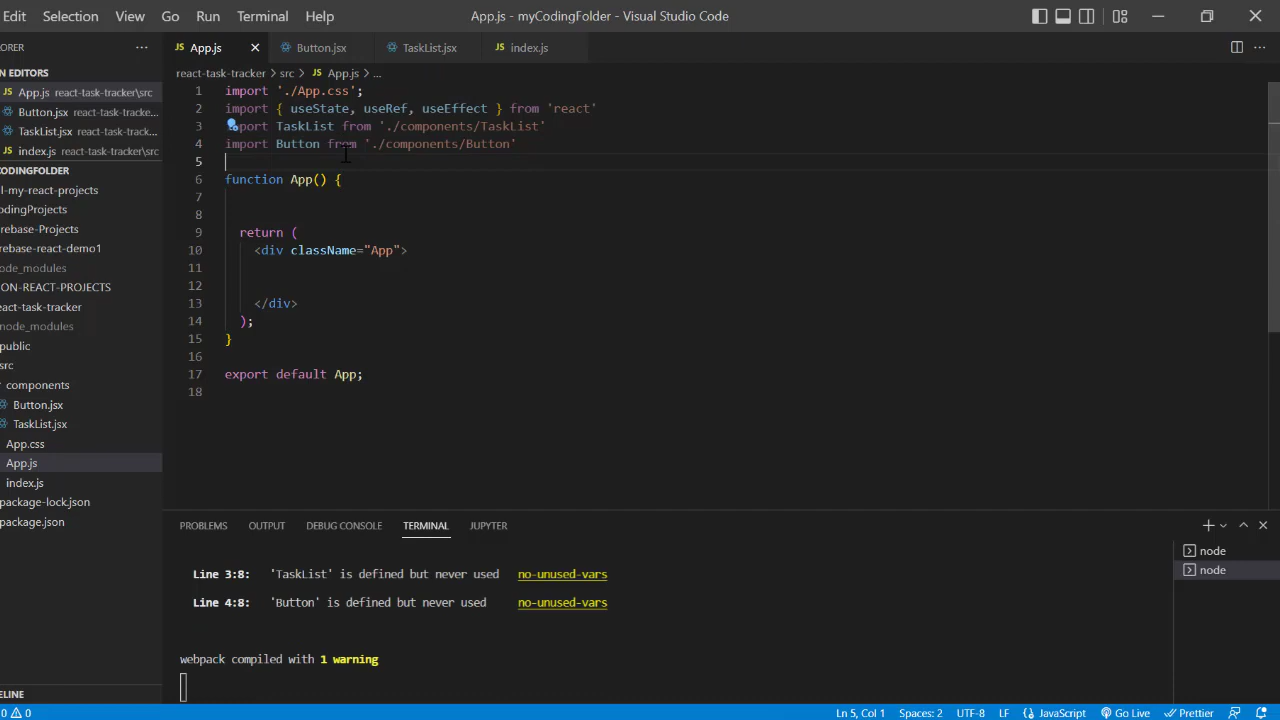 Edit Selection View Go Run Terminal Help App.js - myCodingFolder - Visual Studio Code
ORER ...
JS App.js Button.jsx TaskList.jsx JS index.js
N EDITORS
App.js react-task-tracker\src
Button.jsx react-task-tracke...
TaskList.jsx react-task-tracke...
index.js react-task-tracker\src
CODINGFOLDER
l-my-react-projects
odingProjects
rebase-Projects
rebase-react-demo1
node_modules
ON-REACT-PROJECTS
eact-task-tracker
node_modules
public
src
components
Button.jsx
TaskList.jsx
App.css
App.js
index.js
package-lock.json
package.json
ELINE
react-task-tracker > src > JS App.js > ...
1 import './App.css';
2 import { useState, useRef, useEffect } from 'react'
3 port TaskList from './components/TaskList'
4 import Button from './components/Button'
5
6 function App() {
7
8
9 return (
10 <div className="App">
11
12
13 </div>
14 );
15 }
16
17 export default App;
18
PROBLEMS OUTPUT DEBUG CONSOLE TERMINAL JUPYTER
Line 3:8: 'TaskList' is defined but never used no-unused-vars
Line 4:8: 'Button' is defined but never used no-unused-vars
webpack compiled with 1 warning
node
node
0 0 Ln 5, Col 1 Spaces: 2 UTF-8 LF {} JavaScript Go Live Prettier